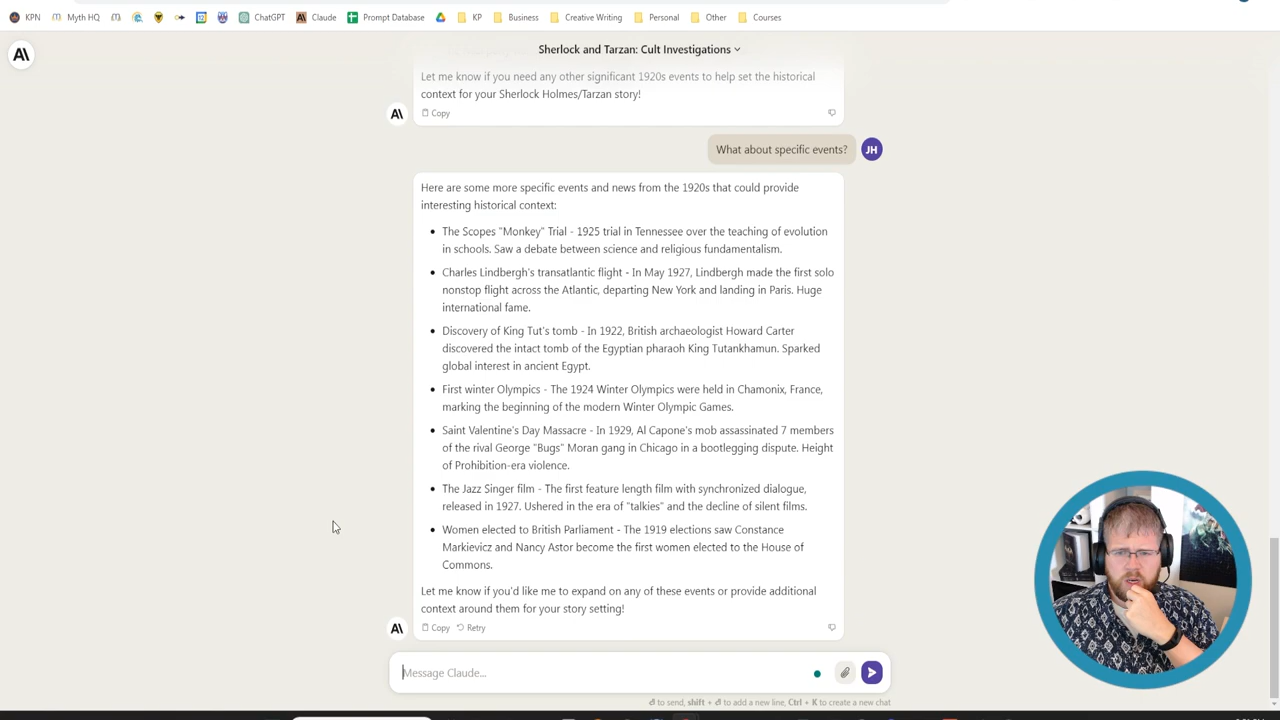 KPN Myth HQ ChatGPT Claude Prompt Database KP Business Creative Writing Personal Other Courses
A\
Sherlock and Tarzan: Cult Investigations
Let me know if you need any other significant 1920s events to help set the historical
context for your Sherlock Holmes/Tarzan story!
A\ Copy
What about specific events? JH
Here are some more specific events and news from the 1920s that could provide
interesting historical context:
• The Scopes "Monkey" Trial - 1925 trial in Tennessee over the teaching of evolution
in schools. Saw a debate between science and religious fundamentalism.
• Charles Lindbergh's transatlantic flight - In May 1927, Lindbergh made the first solo
nonstop flight across the Atlantic, departing New York and landing in Paris. Huge
international fame.
• Discovery of King Tut's tomb - In 1922, British archaeologist Howard Carter
discovered the intact tomb of the Egyptian pharaoh King Tutankhamun. Sparked
global interest in ancient Egypt.
• First winter Olympics - The 1924 Winter Olympics were held in Chamonix, France,
marking the beginning of the modern Winter Olympic Games.
• Saint Valentine's Day Massacre - In 1929, Al Capone's mob assassinated 7 members
of the rival George "Bugs" Moran gang in Chicago in a bootlegging dispute. Height
of Prohibition-era violence.
• The Jazz Singer film - The first feature length film with synchronized dialogue,
released in 1927. Ushered in the era of "talkies" and the decline of silent films.
• Women elected to British Parliament - The 1919 elections saw Constance
Markievicz and Nancy Astor become the first women elected to the House of
Commons.
Let me know if you'd like me to expand on any of these events or provide additional
context around them for your story setting!
A\ Copy Retry
Message Claude...
⏎ to send, shift + ⏎ to add a new line, Ctrl + K to create a new chat